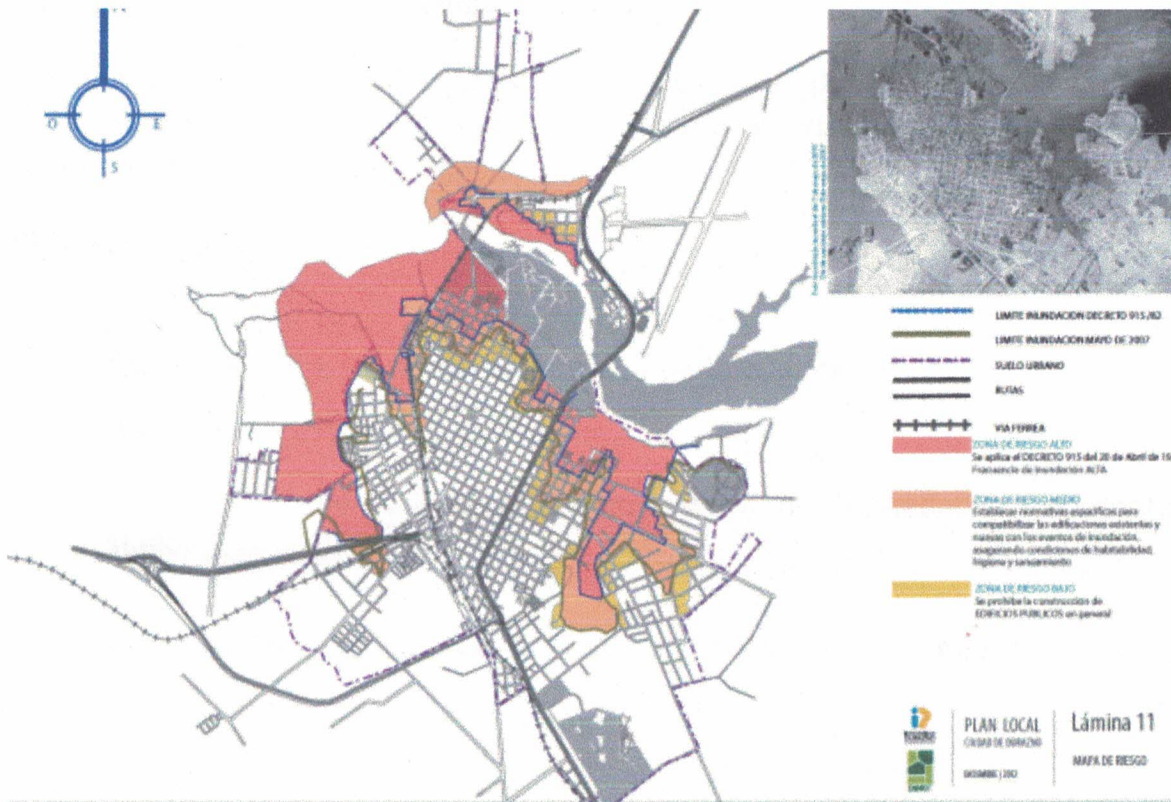 O
E
S
LIMITE INUNDACION DECRETO 915/82
LIMITE INUNDACION MAYO DE 2007
SUELO URBANO
RUTAS
VIA FERREA
ZONA DE RIESGO ALTO
Se aplica el DECRETO 915 del 20 de Abril de 19
Frecuencia de inundación ALTA
ZONA DE RIESGO MEDIO
Establecer normativas específicas para
compatibilizar las edificaciones existentes y
nuevas con los eventos de inundación,
asegurando condiciones de habitabilidad,
higiene y saneamiento
ZONA DE RIESGO BAJO
Se prohibe la construcción de
EDIFICIOS PUBLICOS en general
PLAN LOCAL
CIUDAD DE DURAZNO
Lámina 11
MAPA DE RIESGO